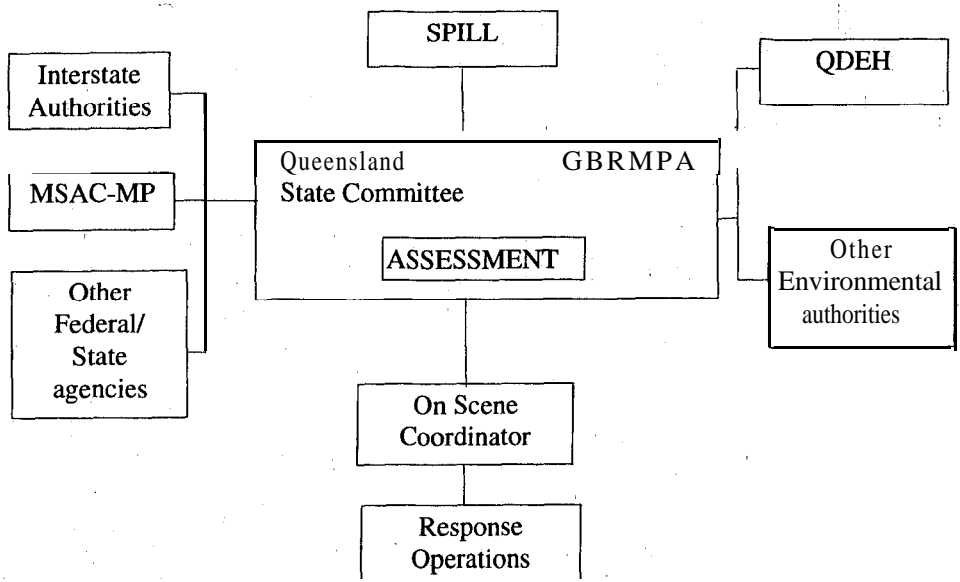 SPILL
Interstate
Authorities
QDEH
Queensland GBRMPA
State Committee
MSAC-MP
ASSESSMENT
Other
Federal/
State
agencies
Other
Environmental
authorities
On Scene
Coordinator
Response
Operations